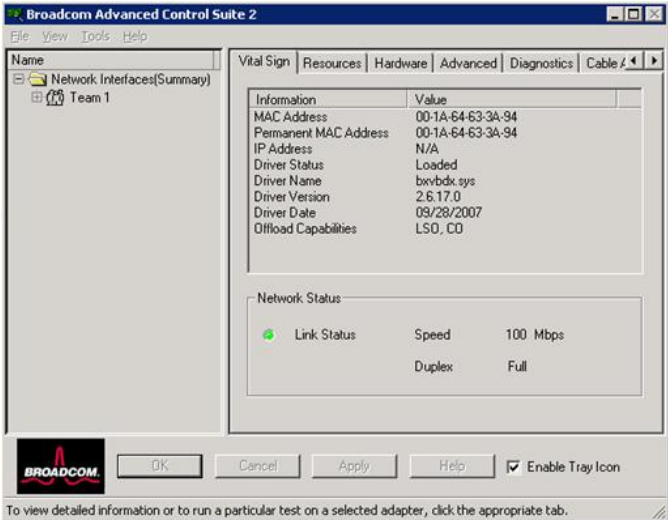 Broadcom Advanced Control Suite 2
File View Tools Help
Name
Network Interfaces(Summary)
Team 1
Vital Sign Resources Hardware Advanced Diagnostics Cable A
Information Value
MAC Address 00-1A-64-63-3A-94
Permanent MAC Address 00-1A-64-63-3A-94
IP Address N/A
Driver Status Loaded
Driver Name bxvbdx.sys
Driver Version 2.6.17.0
Driver Date 09/28/2007
Offload Capabilities LSO, CO
Network Status
Link Status Speed 100 Mbps
Duplex Full
BROADCOM. OK Cancel Apply Help Enable Tray Icon
To view detailed information or to run a particular test on a selected adapter, click the appropriate tab.